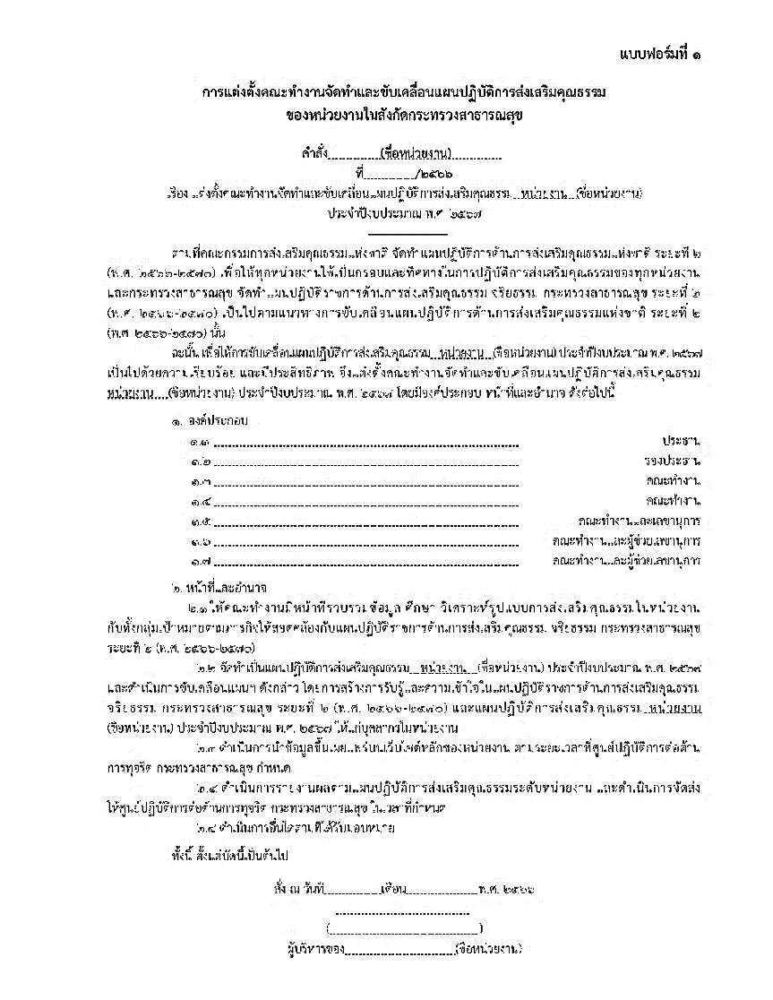 แบบฟอร์มที่ ๑
การแต่งตั้งคณะทำงานจัดทำและขับเคลื่อนแผนปฏิบัติการส่งเสริมคุณธรรม
ของหน่วยงานในสังกัดกระทรวงสาธารณสุข
คำสั่ง.............(ชื่อหน่วยงาน).............
ที่............./๒๕๖๖
เรื่อง แต่งตั้งคณะทำงานจัดทำและขับเคลื่อนแผนปฏิบัติการส่งเสริมคุณธรรม...หน่วยงาน...(ชื่อหน่วยงาน)
ประจำปีงบประมาณ พ.ศ. ๒๕๖๗
ตามที่คณะกรรมการส่งเสริมคุณธรรมแห่งชาติ จัดทำแผนปฏิบัติการด้านการส่งเสริมคุณธรรมแห่งชาติ ระยะที่ ๒
(พ.ศ. ๒๕๖๖-๒๕๗๐) เพื่อให้ทุกหน่วยงานใช้เป็นกรอบและทิศทางในการปฏิบัติการส่งเสริมคุณธรรมของทุกหน่วยงาน
และกระทรวงสาธารณสุข จัดทำแผนปฏิบัติราชการด้านการส่งเสริมคุณธรรม จริยธรรม กระทรวงสาธารณสุข ระยะที่ ๒
(พ.ศ. ๒๕๖๖-๒๕๗๐) เป็นไปตามแนวทางการขับเคลื่อนแผนปฏิบัติการด้านการส่งเสริมคุณธรรมแห่งชาติ ระยะที่ ๒
(พ.ศ. ๒๕๖๖-๒๕๗๐) นั้น
ฉะนั้น เพื่อให้การขับเคลื่อนแผนปฏิบัติการส่งเสริมคุณธรรม...หน่วยงาน...(ชื่อหน่วยงาน) ประจำปีงบประมาณ พ.ศ. ๒๕๖๗
เป็นไปด้วยความเรียบร้อย และมีประสิทธิภาพ จึงแต่งตั้งคณะทำงานจัดทำและขับเคลื่อนแผนปฏิบัติการส่งเสริมคุณธรรม
หน่วยงาน....(ชื่อหน่วยงาน) ประจำปีงบประมาณ พ.ศ. ๒๕๖๗ โดยมีองค์ประกอบ หน้าที่และอำนาจ ดังต่อไปนี้
๑. องค์ประกอบ
๑.๑ ........................................ ประธาน
๑.๒ ........................................ รองประธาน
๑.๓ ........................................ คณะทำงาน
๑.๔ ........................................ คณะทำงาน
๑.๕ ........................................ คณะทำงานและเลขานุการ
๑.๖ ........................................ คณะทำงานและผู้ช่วยเลขานุการ
๑.๗ ........................................ คณะทำงานและผู้ช่วยเลขานุการ
๒. หน้าที่และอำนาจ
๒.๑ ให้คณะทำงานมีหน้าที่รวบรวมข้อมูล ศึกษา วิเคราะห์รูปแบบการส่งเสริมคุณธรรมในหน่วยงาน
กับทั้งกลุ่มเป้าหมายตามภารกิจให้สอดคล้องกับแผนปฏิบัติราชการด้านการส่งเสริมคุณธรรม จริยธรรม กระทรวงสาธารณสุข
ระยะที่ ๒ (พ.ศ. ๒๕๖๖-๒๕๗๐)
๒.๒ จัดทำเป็นแผนปฏิบัติการส่งเสริมคุณธรรม...หน่วยงาน...(ชื่อหน่วยงาน) ประจำปีงบประมาณ พ.ศ. ๒๕๖๗
และดำเนินการขับเคลื่อนแผนฯ ดังกล่าว โดยการสร้างการรับรู้และความเข้าใจในแผนปฏิบัติราชการด้านการส่งเสริมคุณธรรม
จริยธรรม กระทรวงสาธารณสุข ระยะที่ ๒ (พ.ศ. ๒๕๖๖-๒๕๗๐) และแผนปฏิบัติการส่งเสริมคุณธรรม...หน่วยงาน
(ชื่อหน่วยงาน) ประจำปีงบประมาณ พ.ศ. ๒๕๖๗ ให้แก่บุคลากรในหน่วยงาน
๒.๓ ดำเนินการนำข้อมูลขึ้นเผยแพร่บนเว็บไซต์หลักของหน่วยงาน ตามระยะเวลาที่ศูนย์ปฏิบัติการต่อต้าน
การทุจริต กระทรวงสาธารณสุข กำหนด
๒.๔ ดำเนินการรายงานผลตามแผนปฏิบัติการส่งเสริมคุณธรรมระดับหน่วยงาน และดำเนินการจัดส่ง
ให้ศูนย์ปฏิบัติการต่อต้านการทุจริต กระทรวงสาธารณสุข ในเวลาที่กำหนด
๒.๕ ดำเนินการอื่นใดตามที่ได้รับมอบหมาย
ทั้งนี้ ตั้งแต่บัดนี้เป็นต้นไป
สั่ง ณ วันที่...............เดือน...................พ.ศ. ๒๕๖๖
...................................
(.......................................)
ผู้บริหารของ.............................(ชื่อหน่วยงาน)